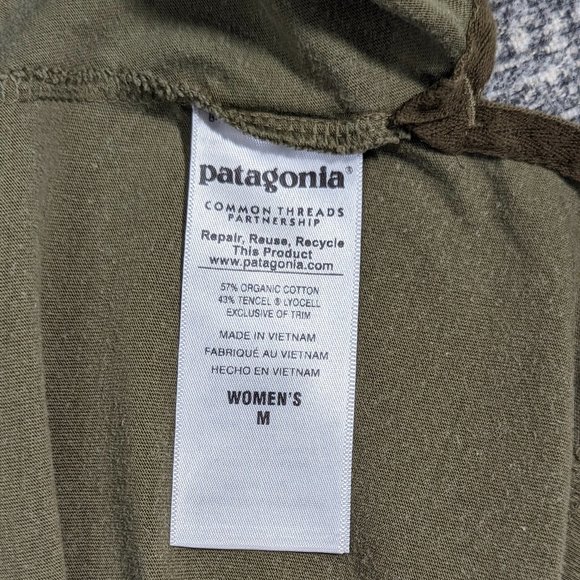 patagonia®
COMMON THREADS
PARTNERSHIP
Repair, Reuse, Recycle
This Product
www.patagonia.com
57% ORGANIC COTTON
43% TENCEL ® LYOCELL
EXCLUSIVE OF TRIM
MADE IN VIETNAM
FABRIQUÉ AU VIETNAM
HECHO EN VIETNAM
WOMEN'S
M